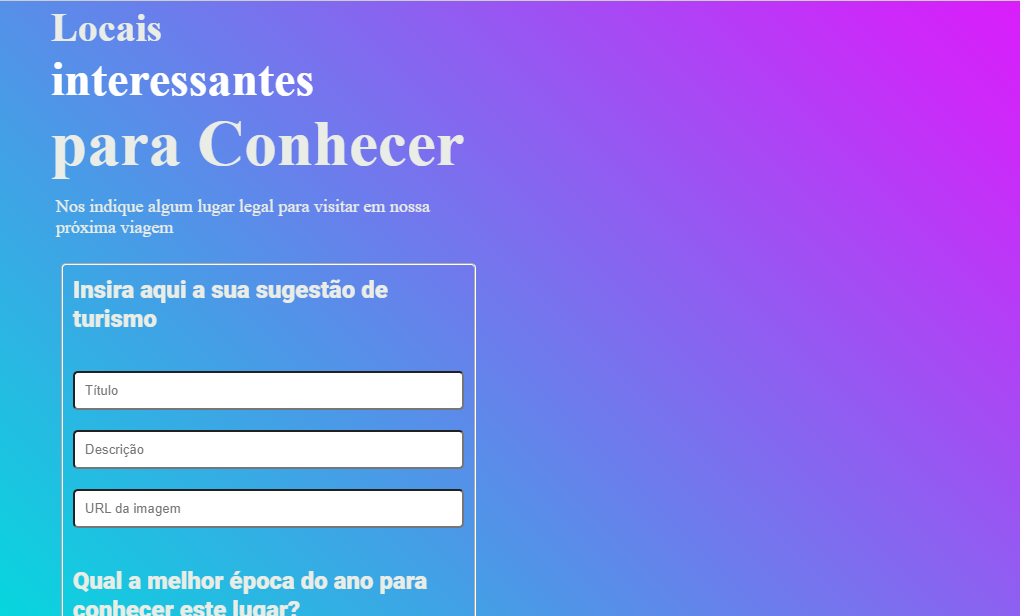 Locais
interessantes
para Conhecer
Nos indique algum lugar legal para visitar em nossa
próxima viagem
Insira aqui a sua sugestão de
turismo
Título
Descrição
URL da imagem
Qual a melhor época do ano para
conhecer este lugar?